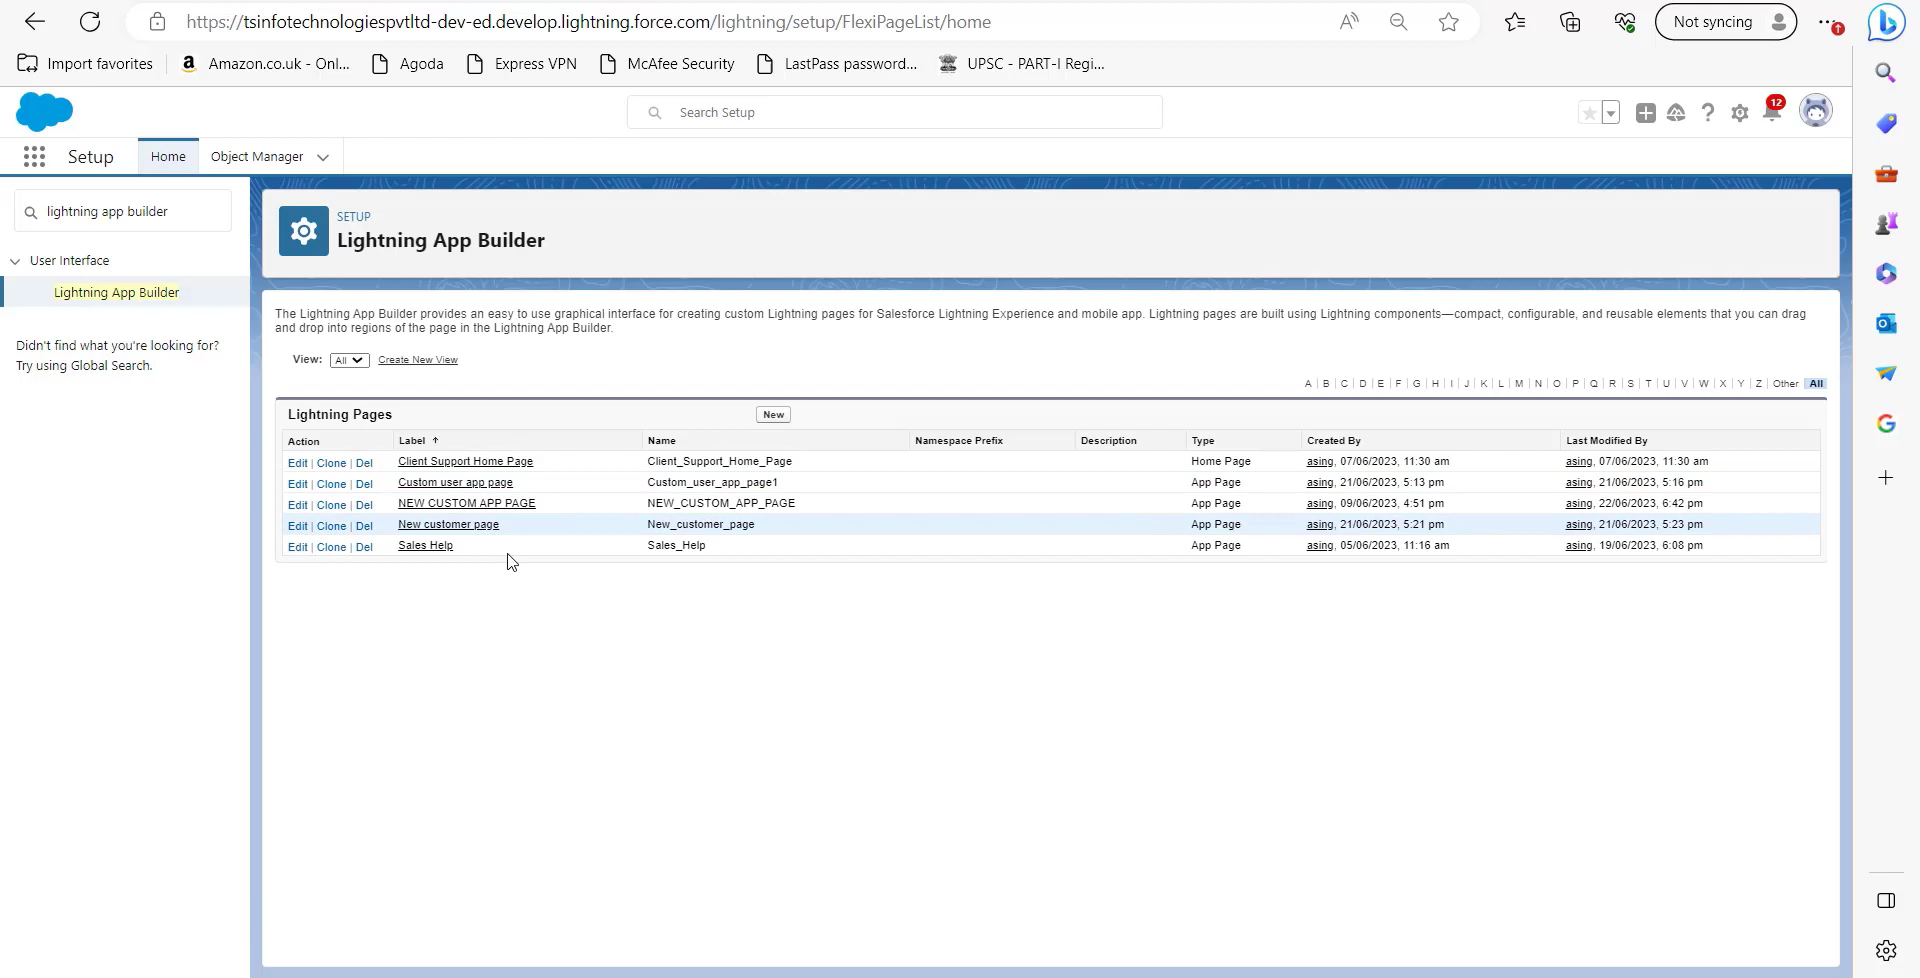 https://tsinfotechnologiespvtltd-dev-ed.develop.lightning.force.com/lightning/setup/FlexiPageList/home
Not syncing
Import favorites
Amazon.co.uk - Onl...
Agoda
Express VPN
McAfee Security
LastPass password...
UPSC - PART-I Regi...
Search Setup
12
Setup
Home
Object Manager
lightning app builder
User Interface
Lightning App Builder
Didn't find what you're looking for?
Try using Global Search.
SETUP
Lightning App Builder
The Lightning App Builder provides an easy to use graphical interface for creating custom Lightning pages for Salesforce Lightning Experience and mobile app. Lightning pages are built using Lightning components—compact, configurable, and reusable elements that you can drag
and drop into regions of the page in the Lightning App Builder.
View: All Create New View
A | B | C | D | E | F | G | H | I | J | K | L | M | N | O | P | Q | R | S | T | U | V | W | X | Y | Z | Other | All
Lightning Pages New
Action Label ↑ Name Namespace Prefix Description Type Created By Last Modified By
Edit | Clone | Del Client Support Home Page Client_Support_Home_Page Home Page asing, 07/06/2023, 11:30 am asing, 07/06/2023, 11:30 am
Edit | Clone | Del Custom user app page Custom_user_app_page1 App Page asing, 21/06/2023, 5:13 pm asing, 21/06/2023, 5:16 pm
Edit | Clone | Del NEW CUSTOM APP PAGE NEW_CUSTOM_APP_PAGE App Page asing, 09/06/2023, 4:51 pm asing, 22/06/2023, 6:42 pm
Edit | Clone | Del New customer page New_customer_page App Page asing, 21/06/2023, 5:21 pm asing, 21/06/2023, 5:23 pm
Edit | Clone | Del Sales Help Sales_Help App Page asing, 05/06/2023, 11:16 am asing, 19/06/2023, 6:08 pm